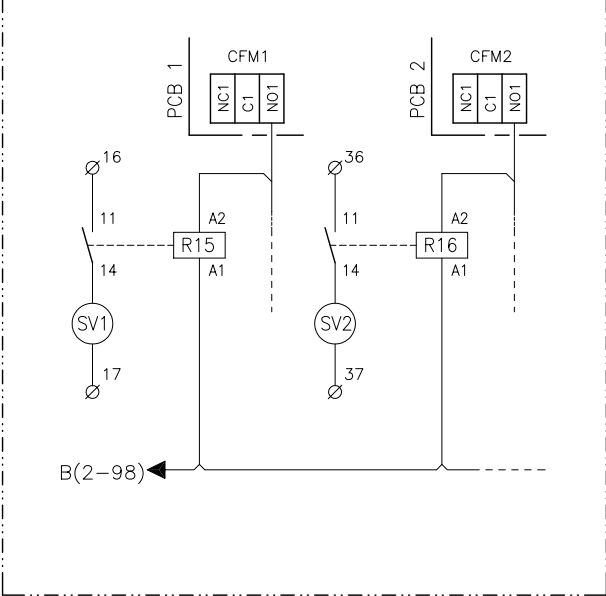 CFM1
CFM2
PCB 1
NC1
C1
NO1
PCB 2
NC1
C1
NO1
16
36
11
A2
11
A2
R15
R16
14
A1
14
A1
SV1
SV2
17
37
B(2-98)